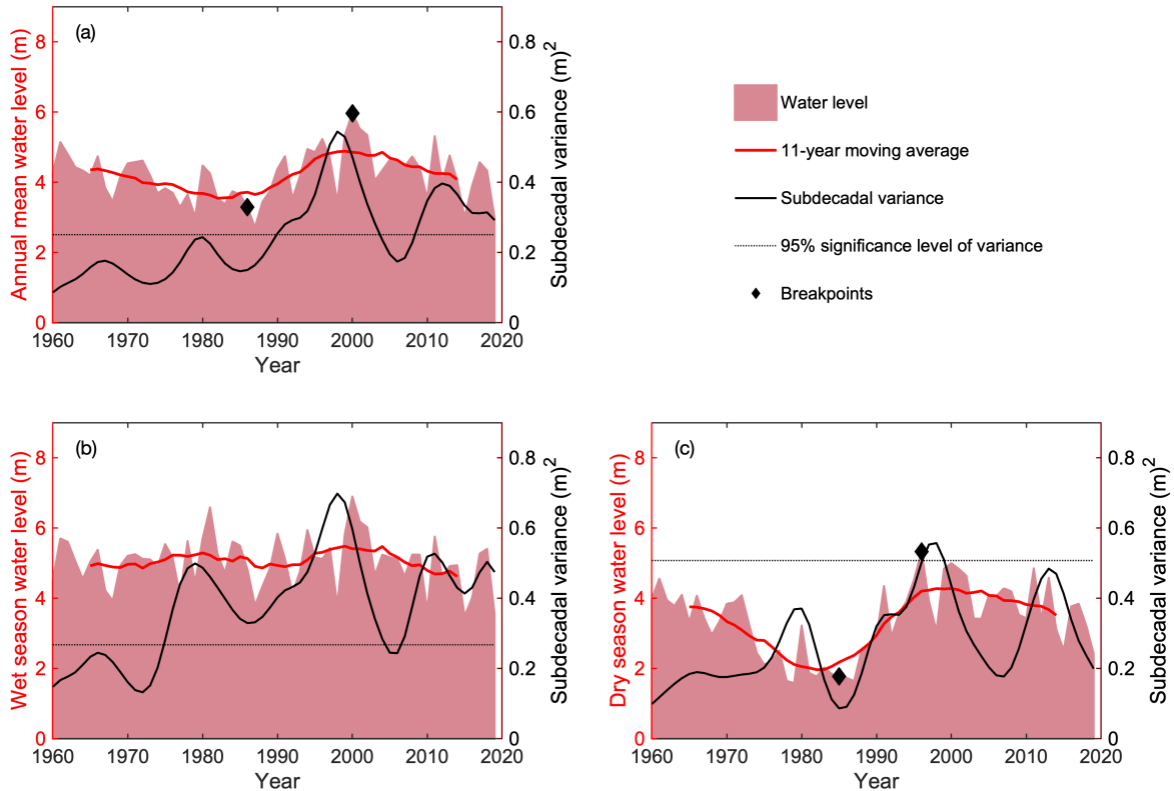 (a)
Annual mean water level (m)
8
6
4
2
0
0.8
0.6
0.4
0.2
0
Subdecadal variance (m)²
1960 1970 1980 1990 2000 2010 2020
Year
Water level
11-year moving average
Subdecadal variance
95% significance level of variance
Breakpoints
(b)
Wet season water level (m)
8
6
4
2
0
0.8
0.6
0.4
0.2
0
Subdecadal variance (m)²
1960 1970 1980 1990 2000 2010 2020
Year
(c)
Dry season water level (m)
8
6
4
2
0
0.8
0.6
0.4
0.2
0
Subdecadal variance (m)²
1960 1970 1980 1990 2000 2010 2020
Year